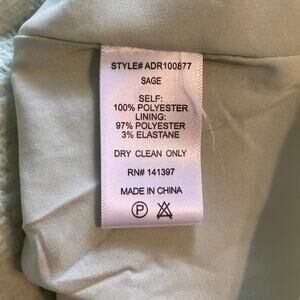 STYLE# ADR100877
SAGE
SELF:
100% POLYESTER
LINING:
97% POLYESTER
3% ELASTANE
DRY CLEAN ONLY
RN# 141397
MADE IN CHINA
P